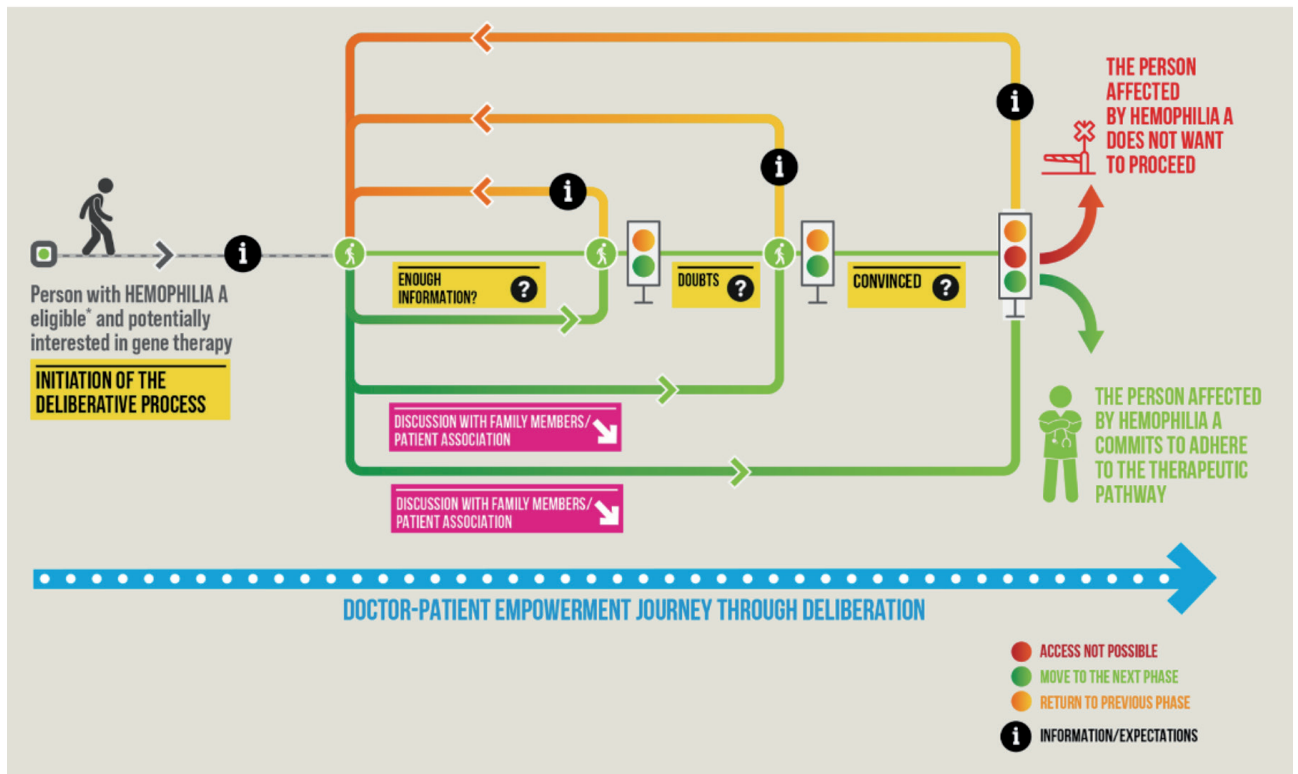 THE PERSON
AFFECTED
BY HEMOPHILIA A
DOES NOT WANT
TO PROCEED
i
i
i
i
Person with HEMOPHILIA A
eligible* and potentially
interested in gene therapy
INITIATION OF THE
DELIBERATIVE PROCESS
ENOUGH
INFORMATION?
?
DOUBTS
?
CONVINCED
?
DISCUSSION WITH FAMILY MEMBERS/
PATIENT ASSOCIATION
DISCUSSION WITH FAMILY MEMBERS/
PATIENT ASSOCIATION
THE PERSON AFFECTED
BY HEMOPHILIA A
COMMITS TO ADHERE
TO THE THERAPEUTIC
PATHWAY
DOCTOR-PATIENT EMPOWERMENT JOURNEY THROUGH DELIBERATION
ACCESS NOT POSSIBLE
MOVE TO THE NEXT PHASE
RETURN TO PREVIOUS PHASE
i INFORMATION/EXPECTATIONS